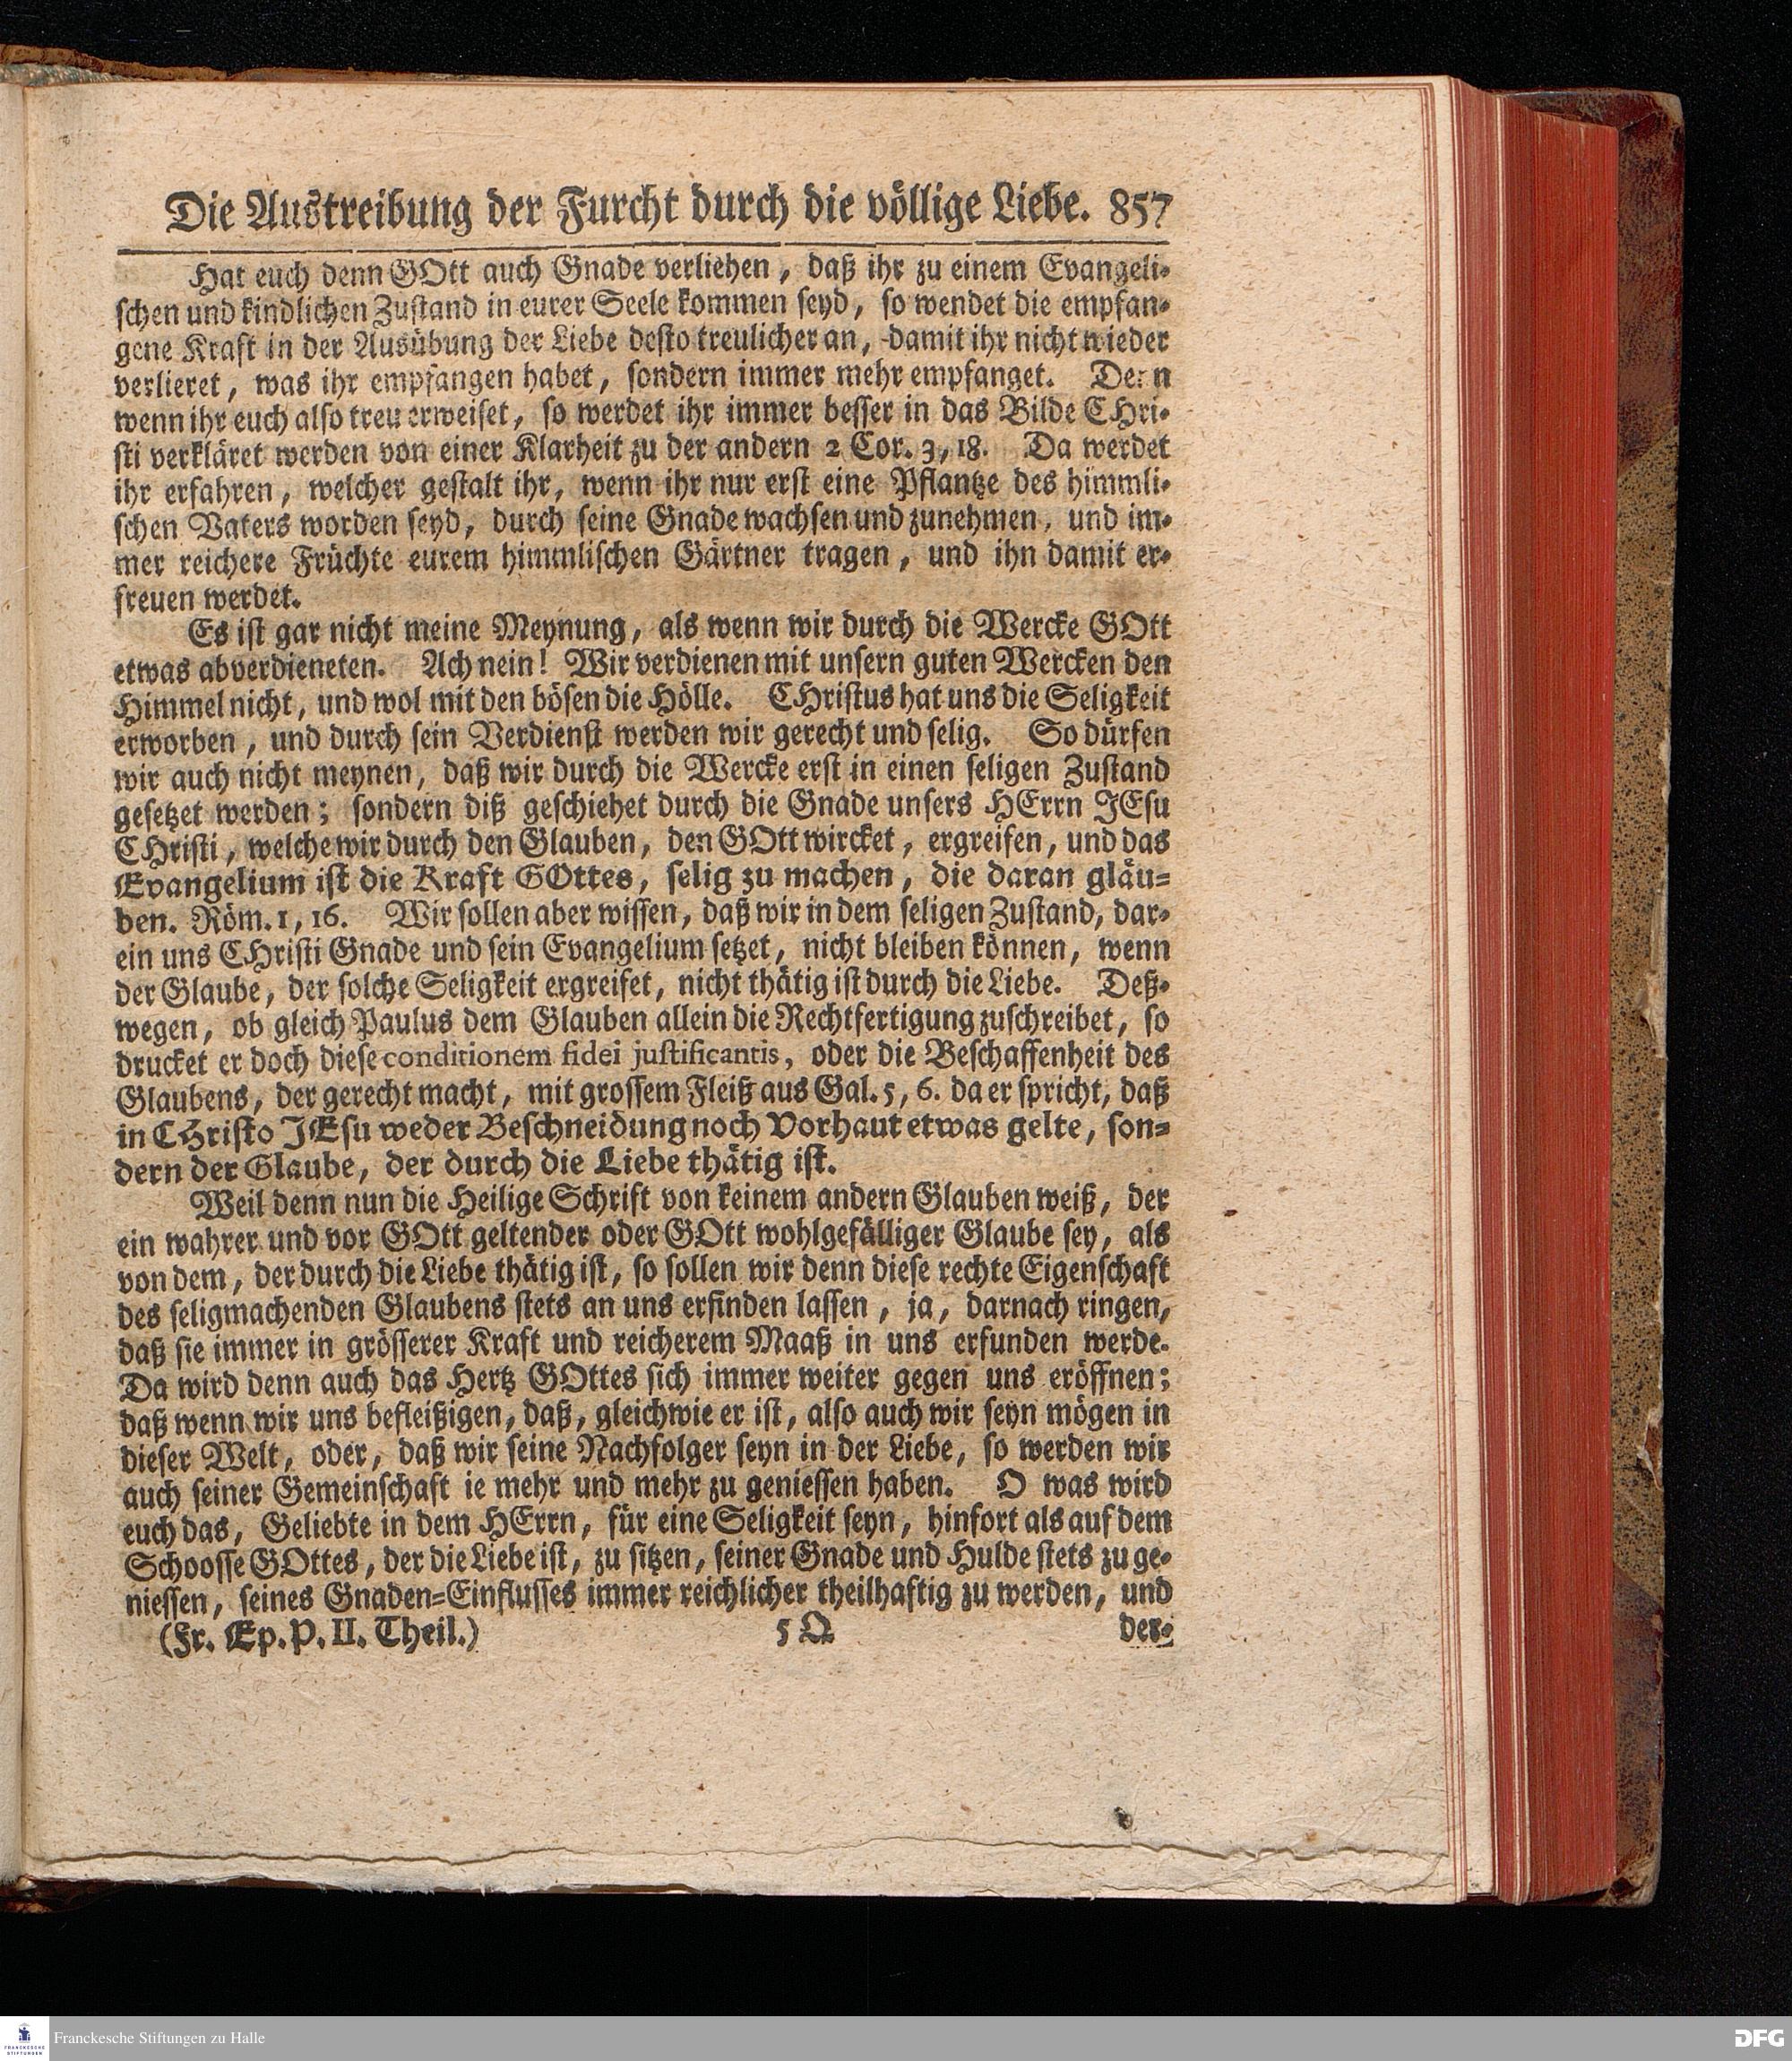 Die Austreibung der Furcht durch die völlige Liebe. 857
Hat euch denn GOtt auch Gnade verliehen, daß ihr zu einem Evangeli-
schen und kindlichen Zustand in eurer Seele kommen seyd, so wendet die empfan-
gene Kraft in der Ausübung der Liebe desto treulicher an, damit ihr nicht wieder
verlieret, was ihr empfangen habet, sondern immer mehr empfanget. Denn
wenn ihr euch also treu erweiset, so werdet ihr immer besser in das Bilde CHri-
sti verkläret werden von einer Klarheit zu der andern 2 Cor. 3, 18. Da werdet
ihr erfahren, welcher gestalt ihr, wenn ihr nur erst eine Pflantze des himmli-
schen Vaters worden seyd, durch seine Gnade wachsen und zunehmen, und im-
mer reichere Früchte eurem himmlischen Gärtner tragen, und ihn damit er-
freuen werdet.
Es ist gar nicht meine Meynung, als wenn wir durch die Wercke GOtt
etwas abverdieneten. Ach nein! Wir verdienen mit unsern guten Wercken den
Himmel nicht, und wol mit den bösen die Hölle. CHristus hat uns die Seligkeit
erworben, und durch sein Verdienst werden wir gerecht und selig. So dürfen
wir auch nicht meynen, daß wir durch die Wercke erst in einen seligen Zustand
gesetzet werden; sondern diß geschiehet durch die Gnade unsers HErrn JEsu
CHristi, welche wir durch den Glauben, den GOtt wircket, ergreifen, und das
Evangelium ist die Kraft GOttes, selig zu machen, die daran gläu-
ben. Röm. 1, 16. Wir sollen aber wissen, daß wir in dem seligen Zustand, dar-
ein uns CHristi Gnade und sein Evangelium setzet, nicht bleiben können, wenn
der Glaube, der solche Seligkeit ergreifet, nicht thätig ist durch die Liebe. Deß-
wegen, ob gleich Paulus dem Glauben allein die Rechtfertigung zuschreibet, so
drucket er doch diese conditionem fidei justificantis, oder die Beschaffenheit des
Glaubens, der gerecht macht, mit grossem Fleiß aus Gal. 5, 6. da er spricht, daß
in CHristo JEsu weder Beschneidung noch Vorhaut etwas gelte, son-
dern der Glaube, der durch die Liebe thätig ist.
Weil denn nun die Heilige Schrift von keinem andern Glauben weiß, der
ein wahrer und vor GOtt geltender oder GOtt wohlgefälliger Glaube sey, als
von dem, der durch die Liebe thätig ist, so sollen wir denn diese rechte Eigenschaft
des seligmachenden Glaubens stets an uns erfinden lassen, ja, darnach ringen,
daß sie immer in grösserer Kraft und reicherem Maaß in uns erfunden werde.
Da wird denn auch das Hertz GOttes sich immer weiter gegen uns eröffnen;
daß wenn wir uns befleißigen, daß, gleichwie er ist, also auch wir seyn mögen in
dieser Welt, oder, daß wir seine Nachfolger seyn in der Liebe, so werden wir
auch seiner Gemeinschaft ie mehr und mehr zu geniessen haben. O was wird
euch das, Geliebte in dem HErrn, für eine Seligkeit seyn, hinfort als auf dem
Schoosse GOttes, der die Liebe ist, zu sitzen, seiner Gnade und Hulde stets zu ge-
niessen, seines Gnaden-Einflusses immer reichlicher theilhaftig zu werden, und
(Fr. Ep. P. II. Theil.) 5 Q der-
FRANCKESCHE STIFTUNGEN
Franckesche Stiftungen zu Halle
DFG